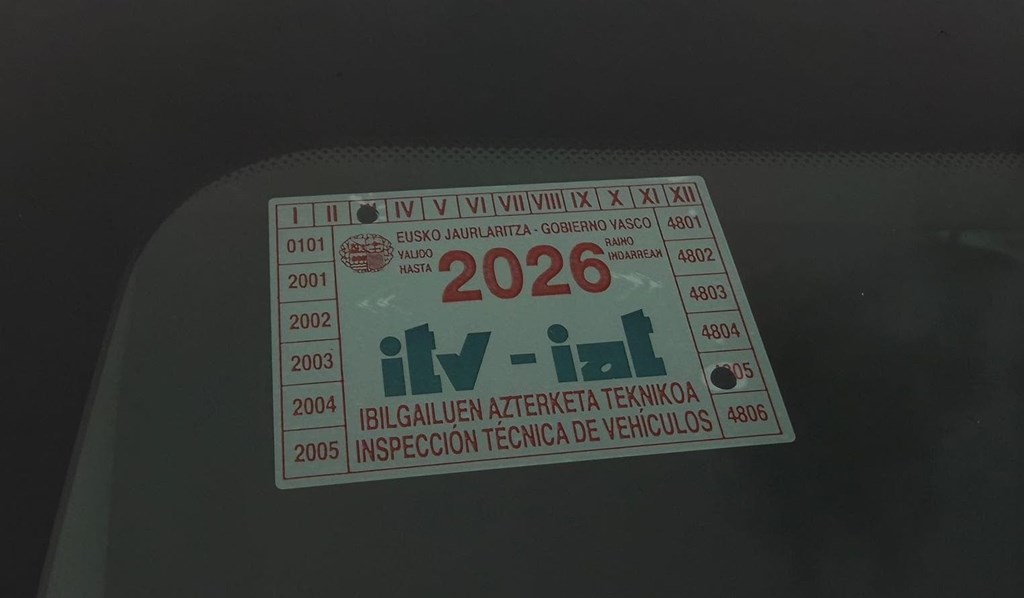 I II IV V VI VII VIII IX X XI XII
0101
2001
2002
2003
2004
2005
EUSKO JAURLARITZA - GOBIERNO VASCO
VALIDO HASTA
2026
RAINO INDARREAN
itv - iat
IBILGAILUEN AZTERKETA TEKNIKOA
INSPECCIÓN TÉCNICA DE VEHÍCULOS
4801
4802
4803
4804
05
4806